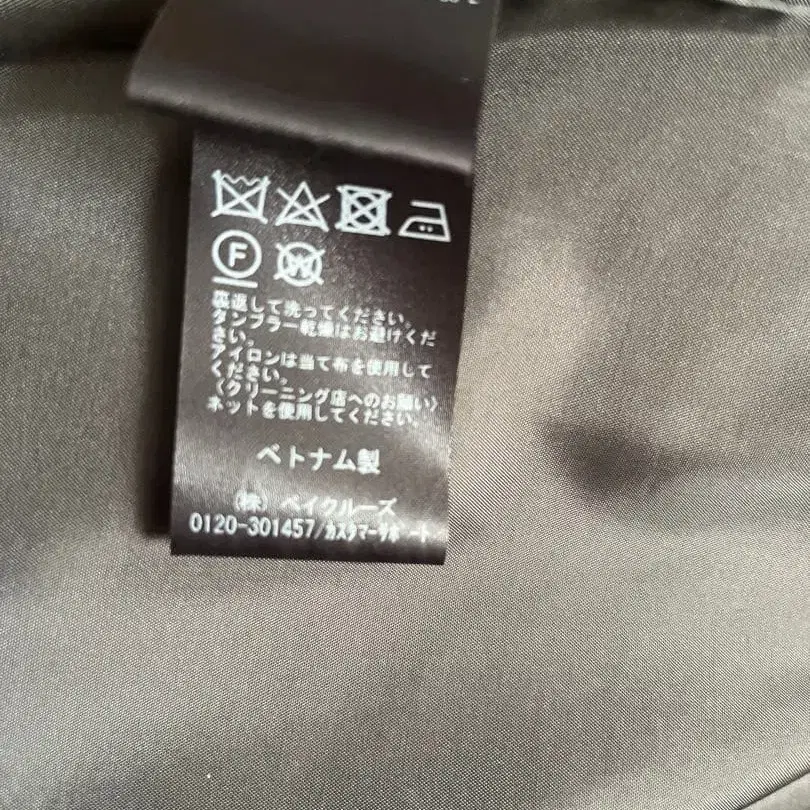 F
W
裏返して洗ってください。
タンブラー乾燥はお避けくだ
さい。
アイロンは当て布を使用して
ください。
〈クリーニング店へのお願い〉
ネットを使用してください。
ベトナム製
(株) ベイクルーズ
0120-301457/ｶｽﾀﾏｰｻﾎﾟｰﾄ